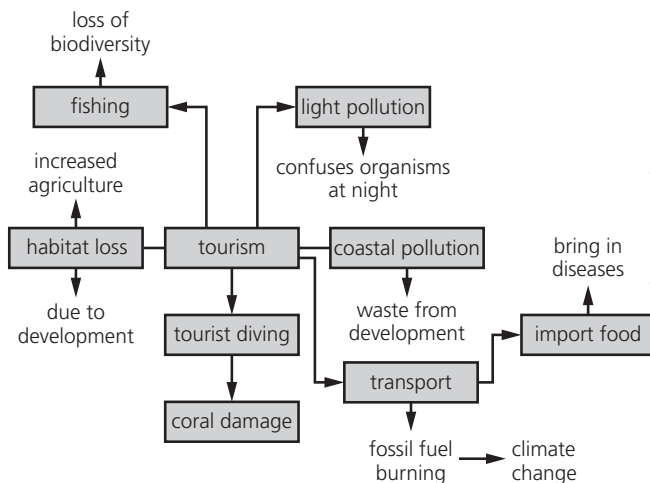 loss of
biodiversity
fishing
light pollution
increased
agriculture
confuses organisms
at night
habitat loss
tourism
coastal pollution
bring in
diseases
due to
development
waste from
development
tourist diving
import food
transport
coral damage
fossil fuel
burning
climate
change